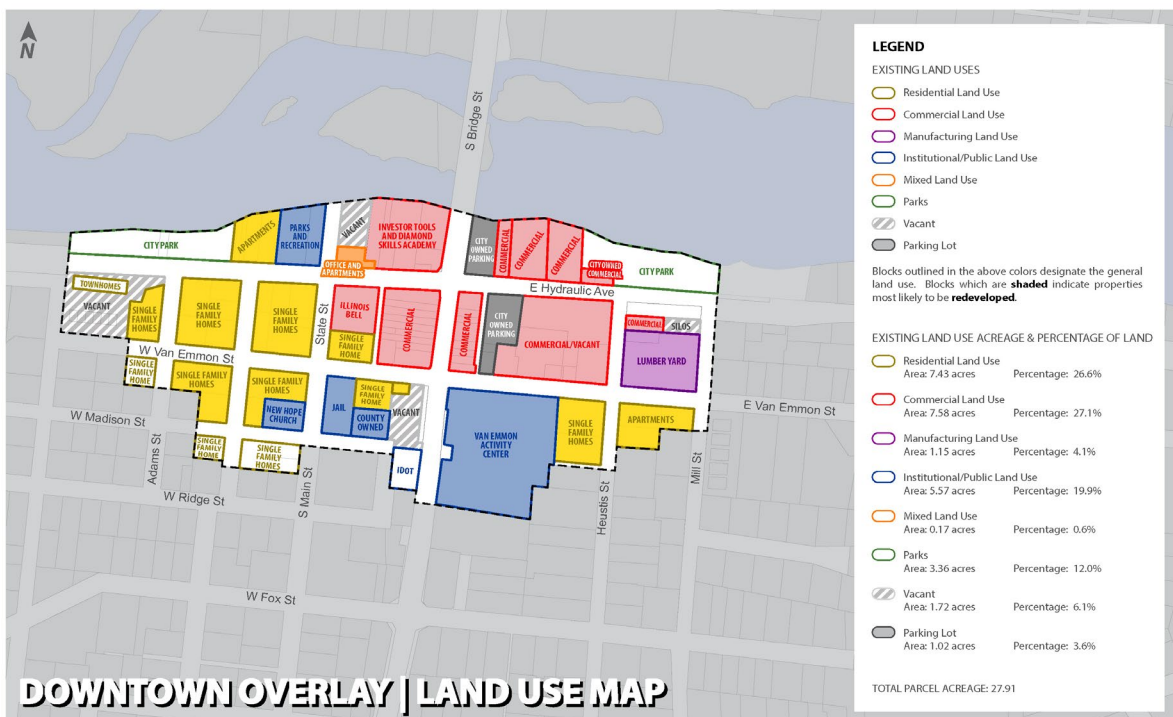 N
S Bridge St
CITY PARK
APARTMENTS
PARKS
AND
RECREATION
VACANT
INVESTOR TOOLS
AND DIAMOND
SKILLS ACADEMY
OFFICE AND
APARTMENTS
CITY
OWNED
PARKING
COMMERCIAL
COMMERCIAL
COMMERCIAL
CITY OWNED
COMMERCIAL
CITY PARK
E Hydraulic Ave
TOWNHOMES
VACANT
SINGLE
FAMILY
HOMES
SINGLE
FAMILY
HOMES
SINGLE
FAMILY
HOMES
State St
ILLINOIS
BELL
SINGLE
FAMILY
HOME
COMMERCIAL
COMMERCIAL
CITY
OWNED
PARKING
COMMERCIAL/VACANT
COMMERCIAL
SILOS
LUMBER YARD
W Van Emmon St
SINGLE
FAMILY
HOME
SINGLE
FAMILY HOMES
SINGLE FAMILY
HOMES
NEW HOPE
CHURCH
JAIL
SINGLE
FAMILY
HOME
COUNTY
OWNED
VACANT
VAN EMMON
ACTIVITY
CENTER
SINGLE
FAMILY
HOMES
APARTMENTS
E Van Emmon St
W Madison St
Adams St
SINGLE
FAMILY
HOME
SINGLE
FAMILY
HOMES
IDOT
S Main St
W Ridge St
Heustis St
Mill St
W Fox St
DOWNTOWN OVERLAY | LAND USE MAP
LEGEND
EXISTING LAND USES
Residential Land Use
Commercial Land Use
Manufacturing Land Use
Institutional/Public Land Use
Mixed Land Use
Parks
Vacant
Parking Lot
Blocks outlined in the above colors designate the general
land use. Blocks which are shaded indicate properties
most likely to be redeveloped.
EXISTING LAND USE ACREAGE & PERCENTAGE OF LAND
Residential Land Use
Area: 7.43 acres Percentage: 26.6%
Commercial Land Use
Area: 7.58 acres Percentage: 27.1%
Manufacturing Land Use
Area: 1.15 acres Percentage: 4.1%
Institutional/Public Land Use
Area: 5.57 acres Percentage: 19.9%
Mixed Land Use
Area: 0.17 acres Percentage: 0.6%
Parks
Area: 3.36 acres Percentage: 12.0%
Vacant
Area: 1.72 acres Percentage: 6.1%
Parking Lot
Area: 1.02 acres Percentage: 3.6%
TOTAL PARCEL ACREAGE: 27.91